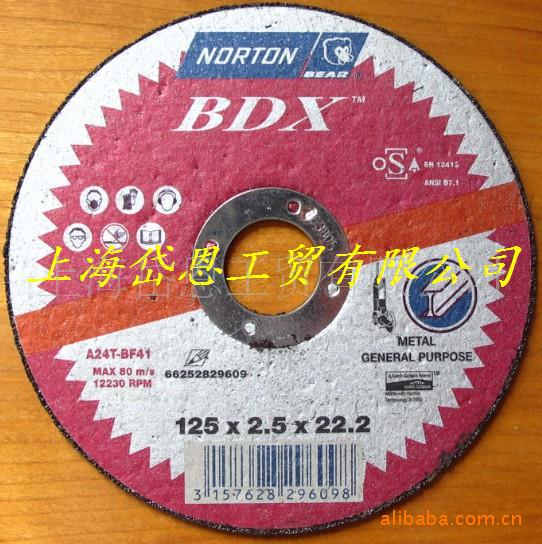 NORTON
BEAR
BDX™
OSA
EN 12413
ANSI B7.1
上海岱恩工贸有限公司
METAL
GENERAL PURPOSE
A24T-BF41
MAX 80 m/s
12230 RPM
66252829609
125 x 2.5 x 22.2
3 157628 296098
alibaba.com.cn